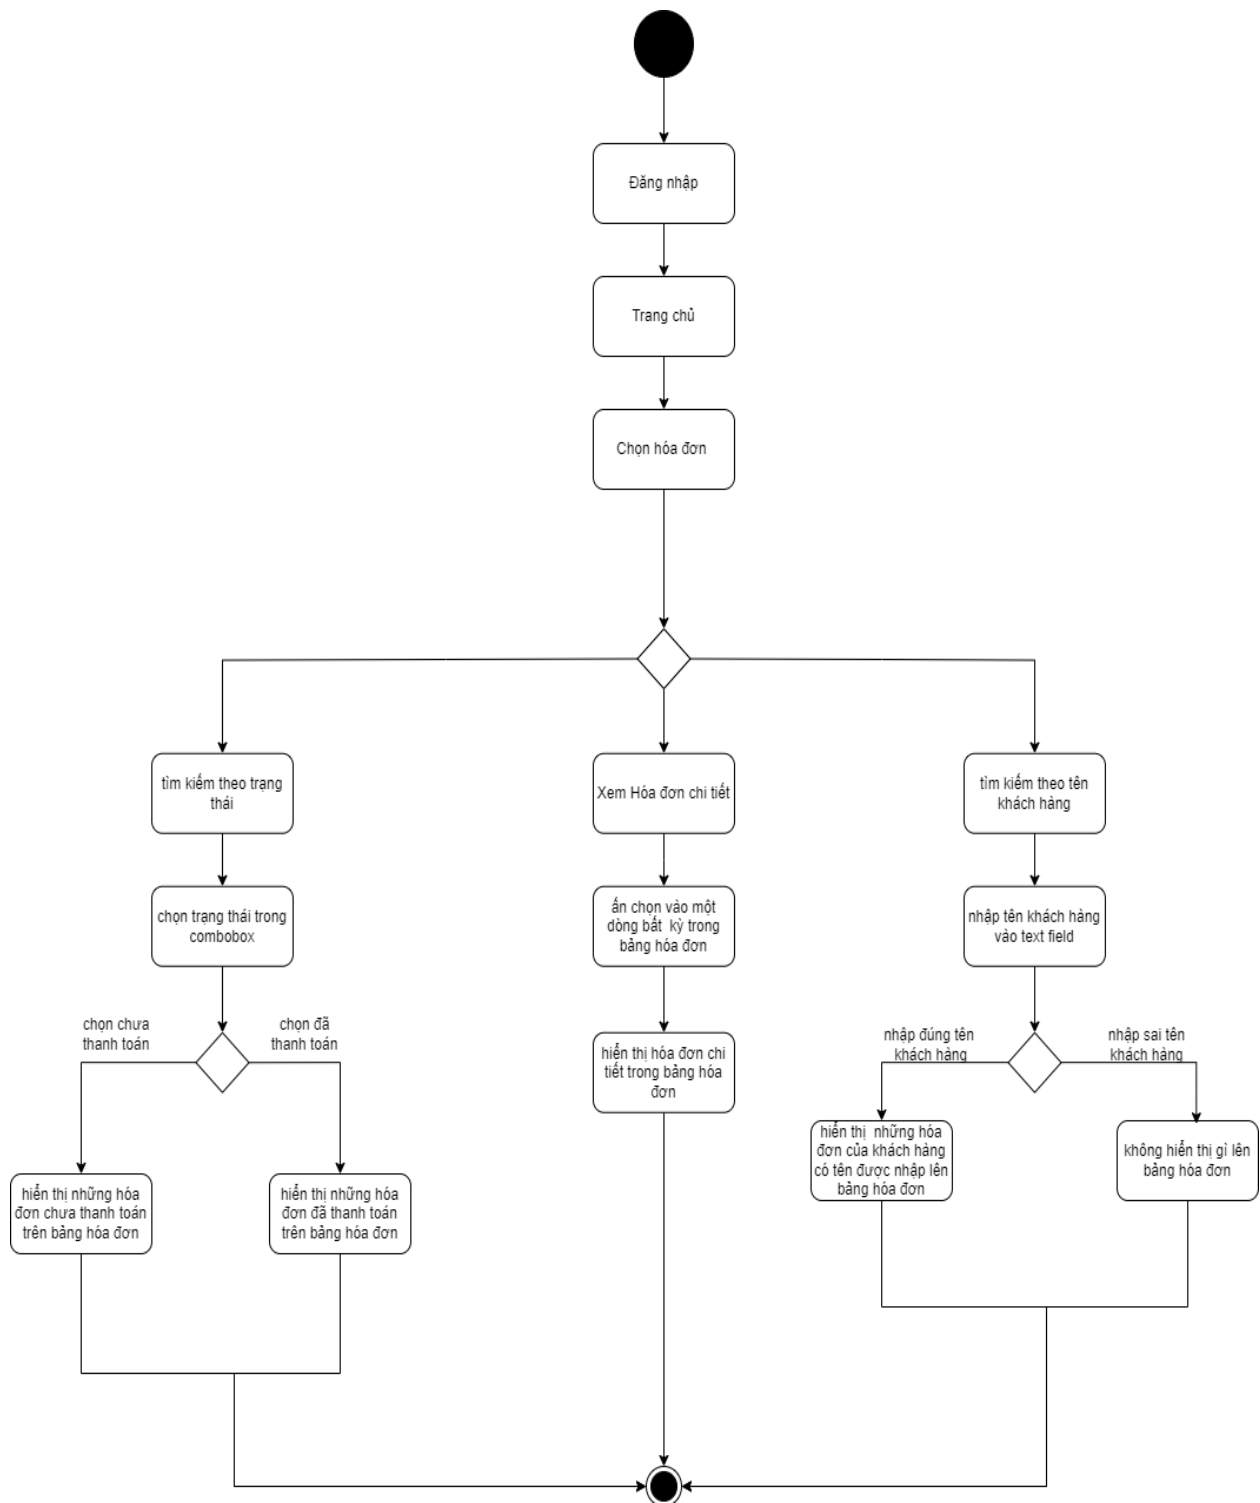 Đăng nhập
Trang chủ
Chọn hóa đơn
tìm kiếm theo trạng
thái
Xem Hóa đơn chi tiết
tìm kiếm theo tên
khách hàng
chọn trạng thái trong
combobox
ấn chọn vào một
dòng bất kỳ trong
bảng hóa đơn
nhập tên khách hàng
vào text field
chọn chưa
thanh toán
chọn đã
thanh toán
hiển thị hóa đơn chi
tiết trong bảng hóa
đơn
nhập đúng tên
khách hàng
nhập sai tên
khách hàng
hiển thị những hóa
đơn chưa thanh toán
trên bảng hóa đơn
hiển thị những hóa
đơn đã thanh toán
trên bảng hóa đơn
hiển thị những hóa
đơn của khách hàng
có tên được nhập lên
bảng hóa đơn
không hiển thị gì lên
bảng hóa đơn